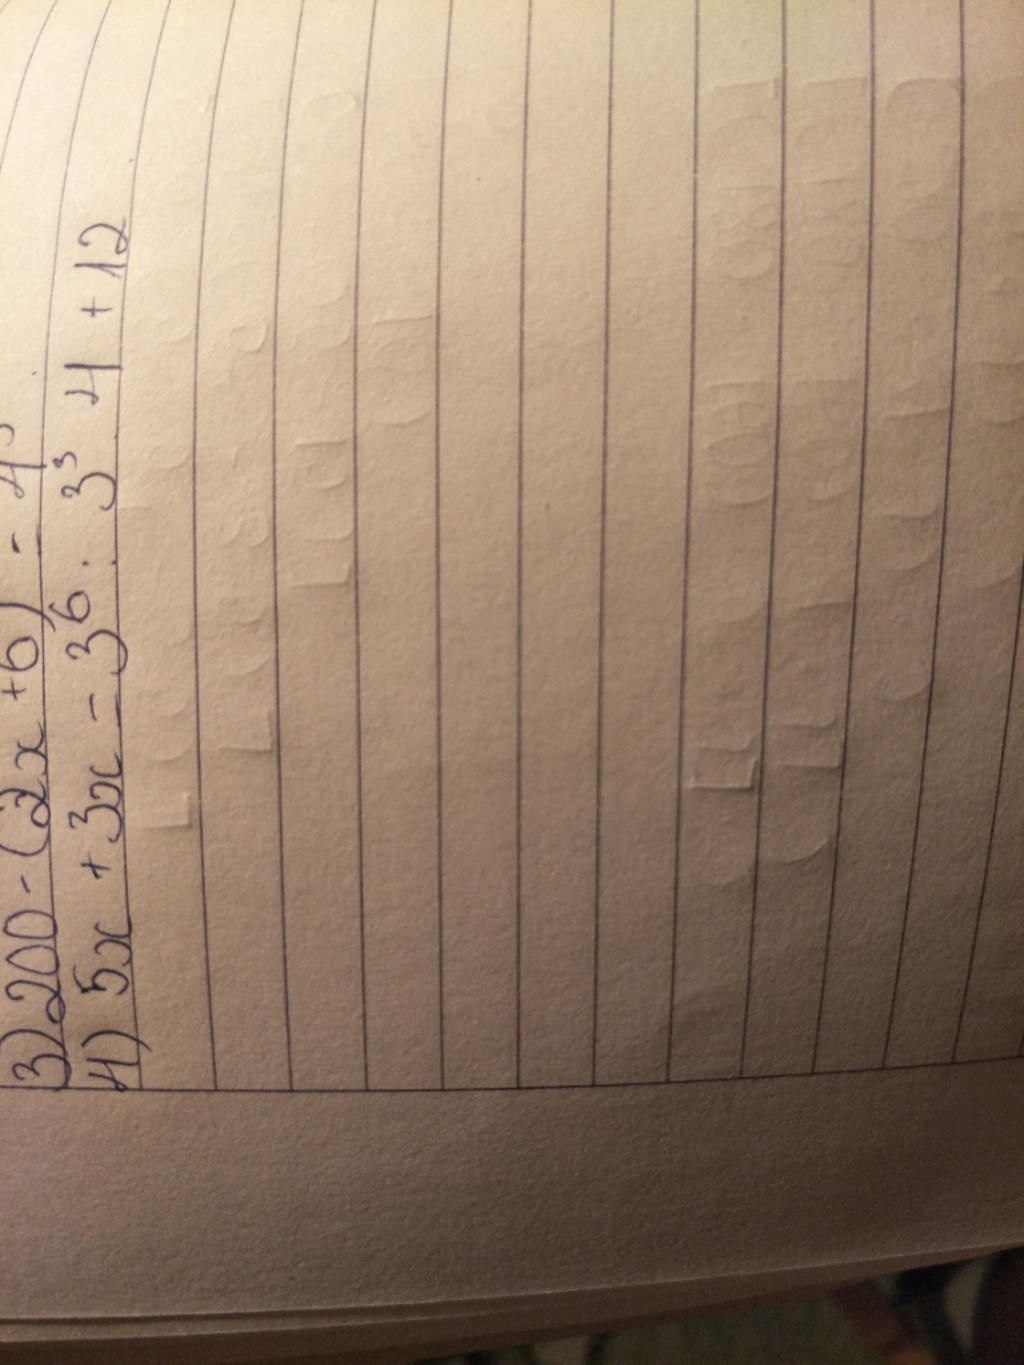 3) 200 - (2x + 6) - 4³
4) 5x + 3x - 3⁶ : 3³ . 4 + 12